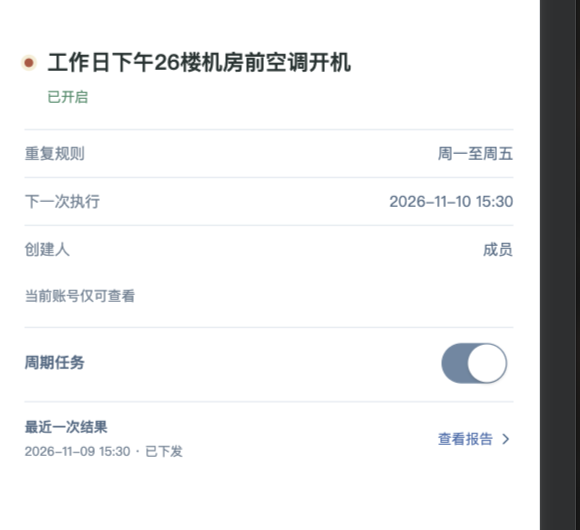 工作日下午26楼机房前空调开机
已开启
重复规则 周一至周五
下一次执行 2026-11-10 15:30
创建人 成员
当前账号仅可查看
周期任务
最近一次结果
2026-11-09 15:30 · 已下发
查看报告 >